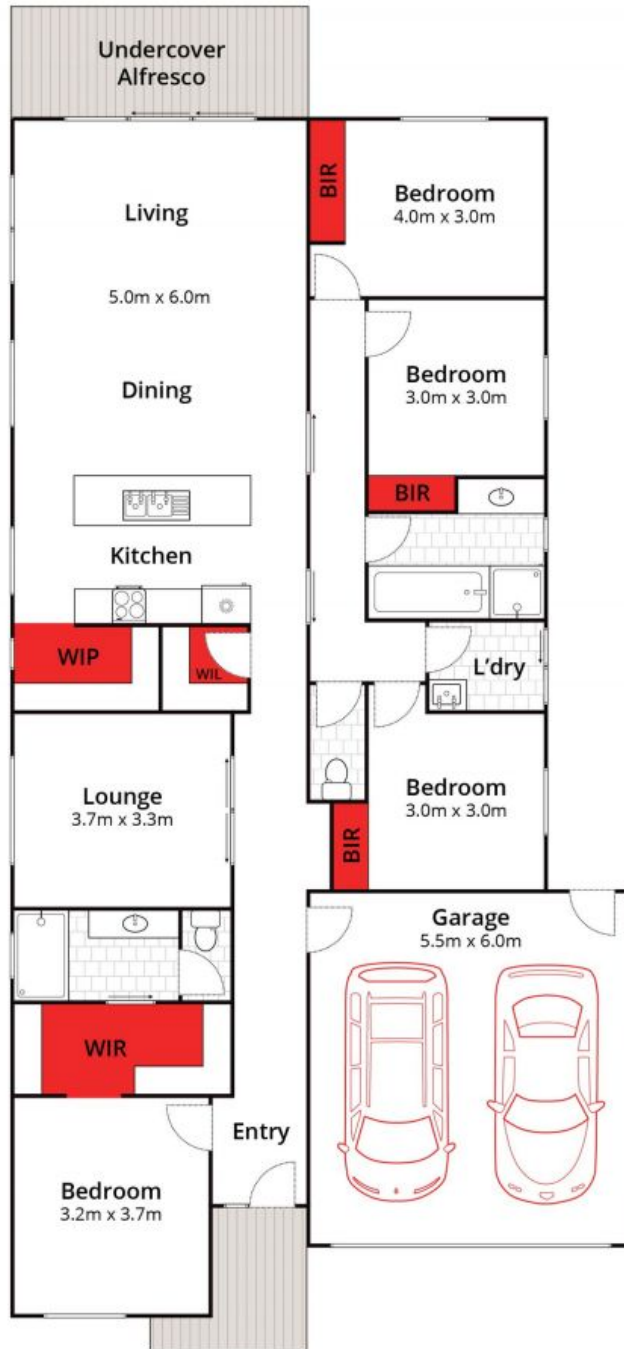 Undercover
Alfresco
BIR
Bedroom
4.0m x 3.0m
Living
5.0m x 6.0m
Bedroom
3.0m x 3.0m
Dining
BIR
Kitchen
WIP
WIL
L'dry
Lounge
3.7m x 3.3m
Bedroom
3.0m x 3.0m
BIR
Garage
5.5m x 6.0m
WIR
Entry
Bedroom
3.2m x 3.7m